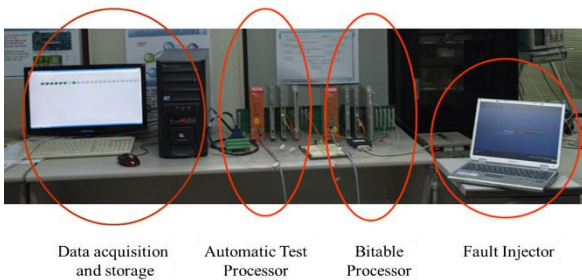 Data acquisition
and storage
Automatic Test
Processor
Bitable
Processor
Fault Injector